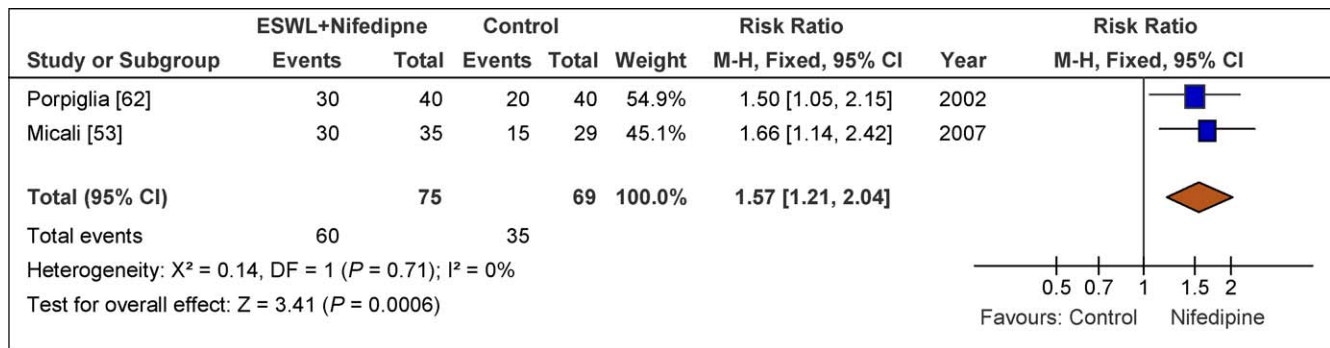 ESWL+Nifedipne Control Risk Ratio Risk Ratio
Study or Subgroup Events Total Events Total Weight M-H, Fixed, 95% CI Year M-H, Fixed, 95% CI
Porpiglia [62] 30 40 20 40 54.9% 1.50 [1.05, 2.15] 2002
Micali [53] 30 35 15 29 45.1% 1.66 [1.14, 2.42] 2007
Total (95% CI) 75 69 100.0% 1.57 [1.21, 2.04]
Total events 60 35
Heterogeneity: X² = 0.14, DF = 1 (P = 0.71); I² = 0%
Test for overall effect: Z = 3.41 (P = 0.0006)
0.5 0.7 1 1.5 2
Favours: Control Nifedipine